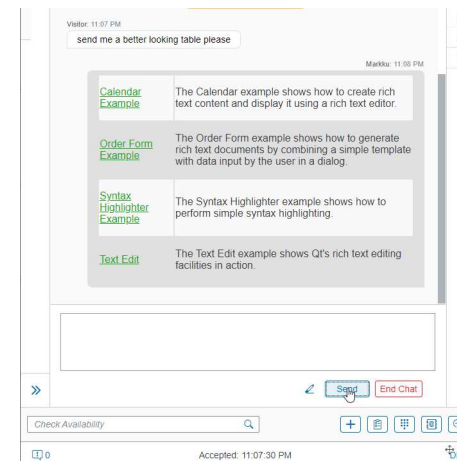 Visitor: 11:07 PM
send me a better looking table please
Markku: 11:08 PM
Calendar
Example
The Calendar example shows how to create rich
text content and display it using a rich text editor.
Order Form
Example
The Order Form example shows how to generate
rich text documents by combining a simple template
with data input by the user in a dialog.
Syntax
Highlighter
Example
The Syntax Highlighter example shows how to
perform simple syntax highlighting.
Text Edit
The Text Edit example shows Qt's rich text editing
facilities in action.
Send
End Chat
Check Availability
0
Accepted: 11:07:30 PM